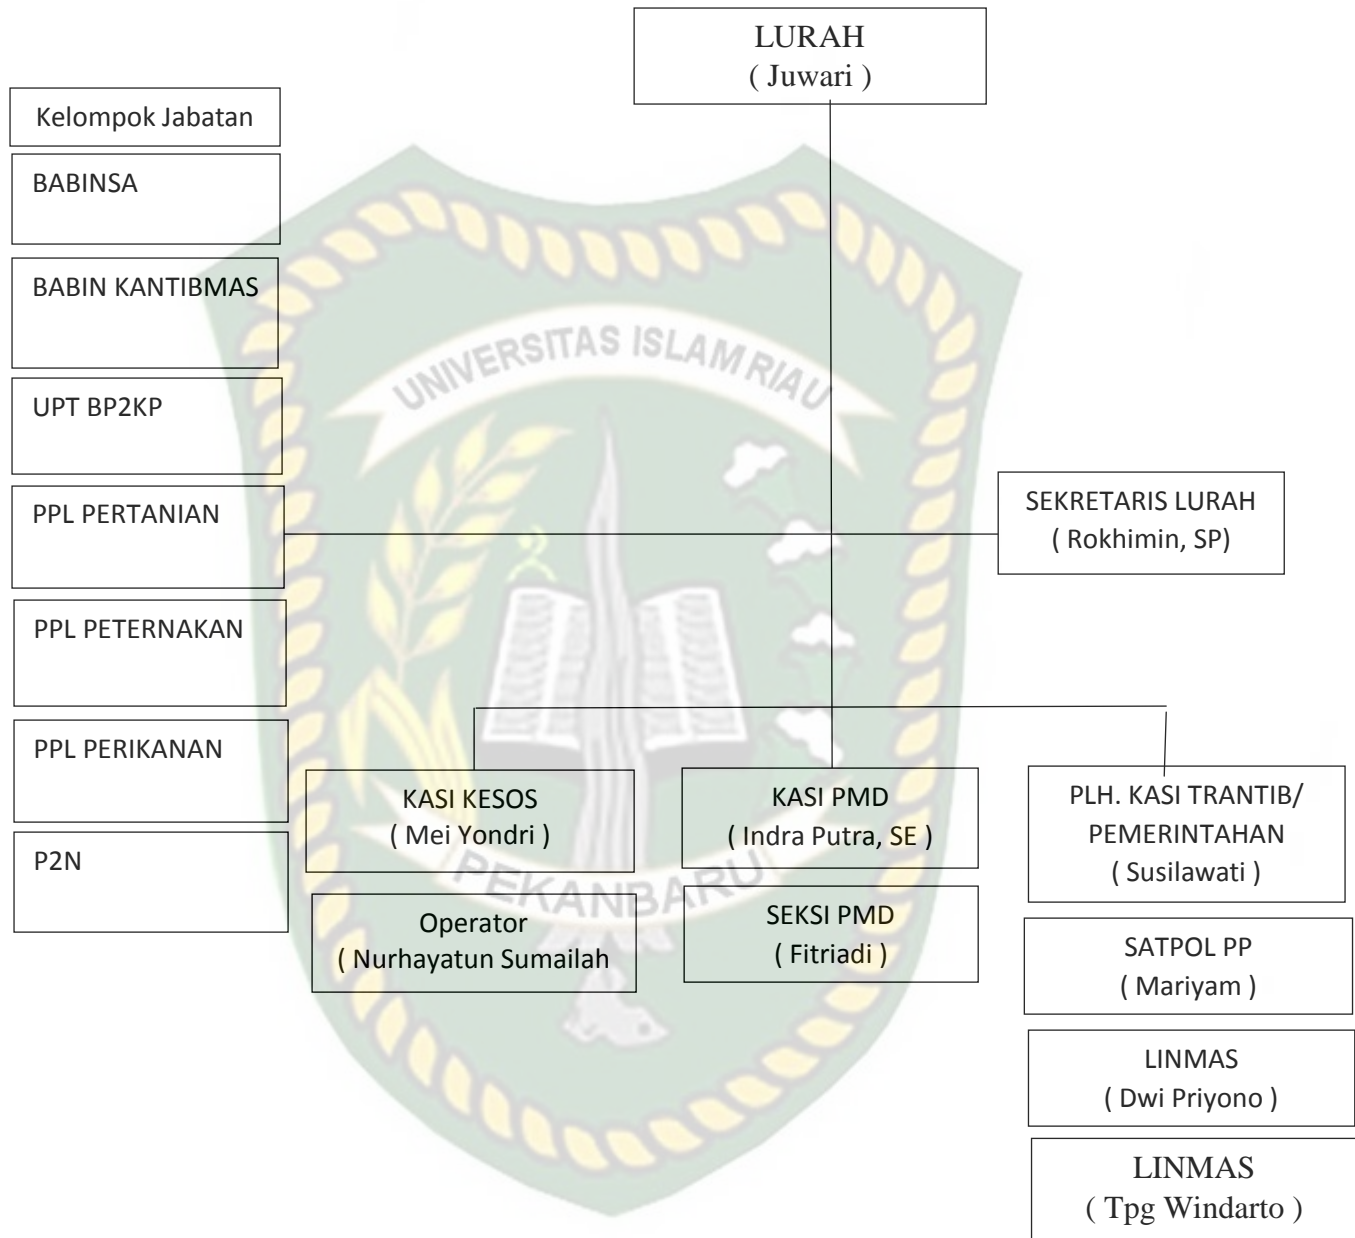 LURAH
( Juwari )
Kelompok Jabatan
BABINSA
BABIN KANTIBMAS
UPT BP2KP
PPL PERTANIAN
PPL PETERNAKAN
PPL PERIKANAN
P2N
UNIVERSITAS ISLAM RIAU
SEKRETARIS LURAH
( Rokhimin, SP)
KASI KESOS
( Mei Yondri )
KASI PMD
( Indra Putra, SE )
PLH. KASI TRANTIB/
PEMERINTAHAN
( Susilawati )
PEKANBARU
Operator
( Nurhayatun Sumailah
SEKSI PMD
( Fitriadi )
SATPOL PP
( Mariyam )
LINMAS
( Dwi Priyono )
LINMAS
( Tpg Windarto )